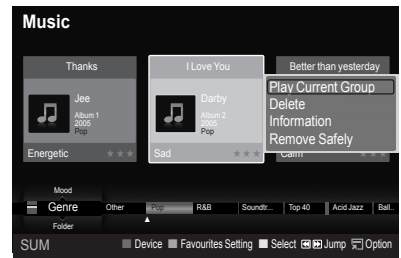 Music
Thanks
I Love You
Better than yesterday
Jee
Album 1
2005
Pop
Darby
Album 2
2005
Pop
Play Current Group
Delete
Information
Remove Safely
Energetic
Sad
Calm
Mood
Genre
Other
Pop
R&B
Soundtr...
Top 40
Acid Jazz
Ball..
Folder
SUM
Device
Favourites Setting
Select
Jump
Option